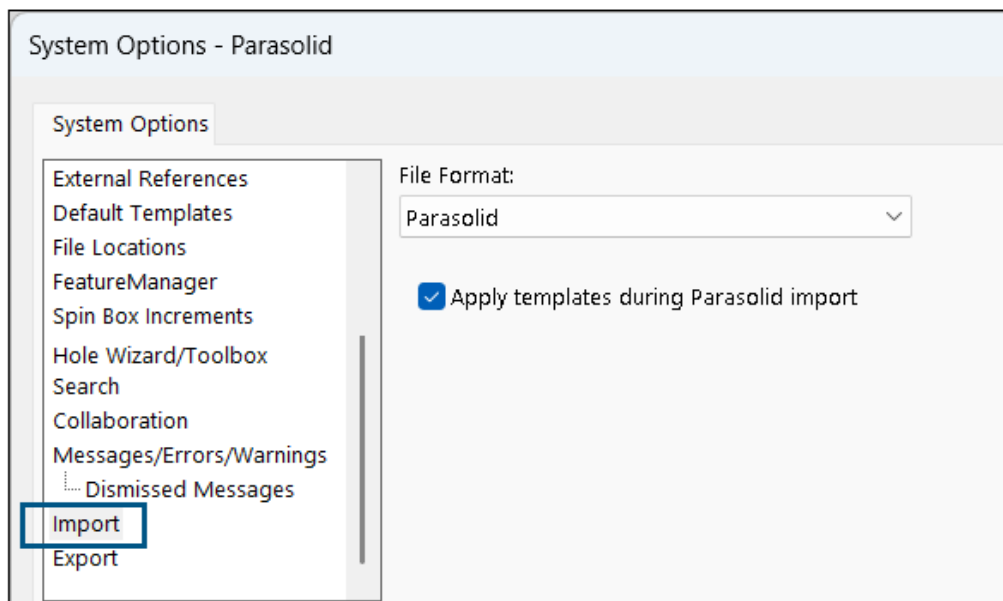 System Options - Parasolid
System Options
External References
Default Templates
File Locations
FeatureManager
Spin Box Increments
Hole Wizard/Toolbox
Search
Collaboration
Messages/Errors/Warnings
Dismissed Messages
Import
Export
File Format:
Parasolid
Apply templates during Parasolid import